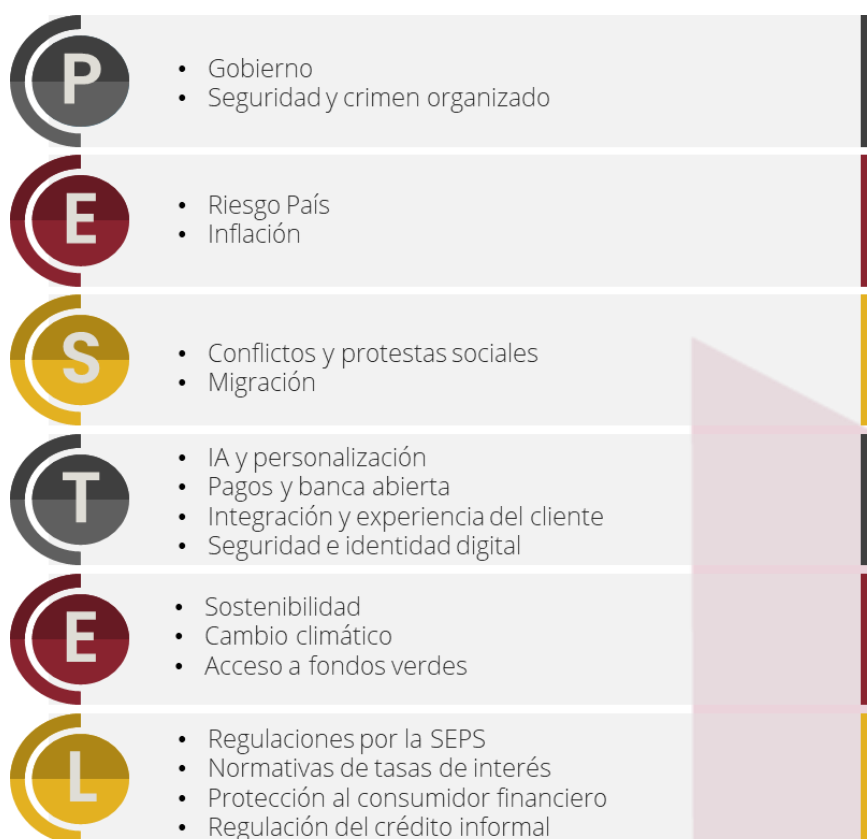 P
• Gobierno
• Seguridad y crimen organizado
E
• Riesgo País
• Inflación
S
• Conflictos y protestas sociales
• Migración
T
• IA y personalización
• Pagos y banca abierta
• Integración y experiencia del cliente
• Seguridad e identidad digital
E
• Sostenibilidad
• Cambio climático
• Acceso a fondos verdes
L
• Regulaciones por la SEPS
• Normativas de tasas de interés
• Protección al consumidor financiero
• Regulación del crédito informal